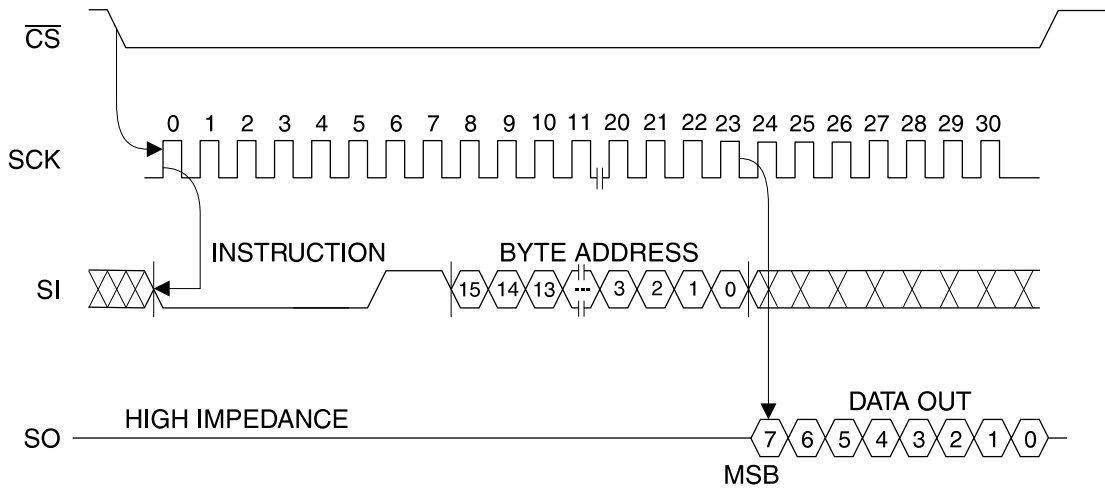 CS
0 1 2 3 4 5 6 7 8 9 10 11 20 21 22 23 24 25 26 27 28 29 30
SCK
INSTRUCTION BYTE ADDRESS
SI 15 14 13 --- 3 2 1 0
HIGH IMPEDANCE DATA OUT
SO 7 6 5 4 3 2 1 0
MSB